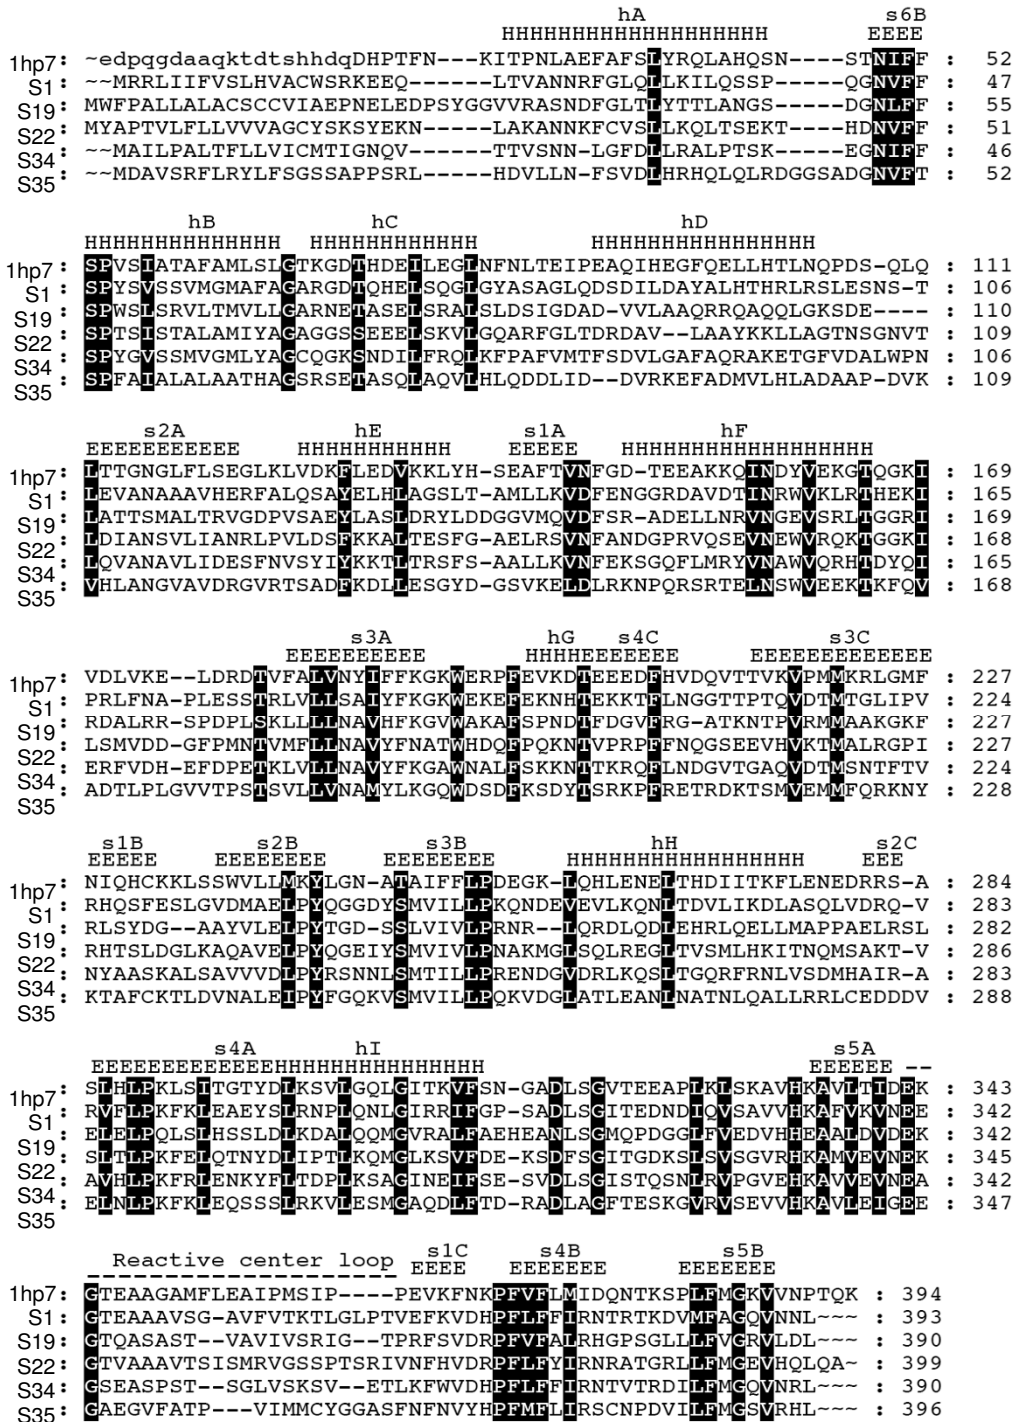 hA s6B
HHHHHHHHHHHHHHHHHHH EEEE
1hp7 : ~edpqgdaaqktdtshhdqDHPTFN---KITPNLAEFAFSLYRQLAHQSN----STNIFF : 52
S1 : ~~MRRLIIFVSLHVACWSRKEEQ-----LTVANNRFGLQLLKILQSSP----QENVFF : 47
S19 : MWFPALLALACSCCVIAEPNELEDPSYGGVVRASNDFGLTLLYTTLANGS----DGNLFF : 55
S22 : MYAPTVLFLLVVVAGCYSKSYEKN-----LAKANNKFCVSLLKQLTSEKT----HDNVFF : 51
S34 : ~~MAILPALTFLLVICMTIGNQV------TTVSNN-LGFDLLRALPTSK----EGNIFF : 46
S35 : ~~MDAVSRFLRYLFSGSSAPPSRL-----HDVLLN-FSVDLHRHQLQLRDGGSADGNVFT : 52
hB hC hD
HHHHHHHHHHHHHH HHHHHHHHHHHH HHHHHHHHHHHHHHHH
1hp7 : SPVSIATAFAMLSLGTKGDTHDEILEGLNFNLTEIPEAQIHEGFQELLHTLNQPDS-QLQ : 111
S1 : SPYSVSSVMGMAFAGARGDTQHELSQGLGYASAGLQDSDILDAYALHTHRLRSLESNS-T : 106
S19 : SPWSLSRVLTMVLLGARNETASELSRALSLDSIGDAD-VVLAAQRRQAQQLGKSDE---- : 110
S22 : SPTSISTALAMIYAGAGGSSEEELSKVLGQARFGLTDRDAV--LAAYKKLLAGTNSGNVT : 109
S34 : SPYGVSSMVGMLYAGCQGKSNDILFRQLKFPAFVMTFSDVLGAFAQRAKETGFVDALWPN : 106
S35 : SPFAIALALAATHAGSRSETASQLAQVLHLQDDLID--DVRKEFADMVLHLADAAP-DVK : 109
s2A hE s1A hF
EEEEEEEEEEE HHHHHHHHHHH EEEEE HHHHHHHHHHHHHHHHHH
1hp7 : LTTGNGLFLSEGLKLVDKFLEDVKKLYH-SEAFTVNFGD-TEEAKKQINDYVEKGTQGKI : 169
S1 : LEVANAAAVHERFALQSAYELHLAGSLT-AMLLKVDFENGGRDAVDTINRWVKLRTHEKI : 165
S19 : LATTSMALTRVGDPVSAEYLASLDRYLDDGGVMQVDFSR-ADELLNRVNGEVSRLTGGRI : 169
S22 : LDIANSVLIANRLPVLDSFKKALTESFG-AELRSVNFANDGPRVQSEVNEWVRQKTGGKI : 168
S34 : LQVANAVLIDESFNVSYIYKKTLTRSFS-AALLKVNFEKSGQFLMRYVNAWVQRHTDYQI : 165
S35 : VHLANGVAVDRGVRTSADFKDLLESGYD-GSVKELDLRKNPQRSRTELNSWVEEKTKFQV : 168
s3A hG s4C s3C
EEEEEEEEEE HHHHEEEEEEE EEEEEEEEEEEEE
1hp7 : VDLVKE--LDRDTVFALVNYIFFKGKWERPFEVKDTEEEDFHVDQVTTVKVPMMKRLGMF : 227
S1 : PRLFNA-PLESSTRLVLLSAIYFKGKWEKEFEKNHTEKKTFLNGGTTPTQVDTMTGLIPV : 224
S19 : RDALRR-SPDPLSKLLLLNAVHFKGVWAKAFSPNDTFDGVFRG-ATKNTPVRMMAAKGKF : 227
S22 : LSMVDD-GFPMNTVMFLLNAVYFNATWHDQFPQKNTVPRPFFNQGSEEVHVKTMALRGPI : 227
S34 : ERFVDH-EFDPETKLVLLNAVYFKGAWNALFSKKNTTKRQFLNDGVTGAQVDTMSNTFTV : 224
S35 : ADTLPLGVVTPSTSVLLVNAMYLKGQWDSDFKSDYTSRKPFRETRDKTSMVEMMFQRKNY : 228
s1B s2B s3B hH s2C
EEEEE EEEEEEEE EEEEEEEE HHHHHHHHHHHHHHHHH EEE
1hp7 : NIQHCKKLSSWVLLMKYLGN-ATAIFFLPDEGK-LQHLENELTHDIITKFLENEDRRS-A : 284
S1 : RHQSFESLGVDMAELPYQGGDYSMVILLPKQNDEVEVLKQNLTDVLIKDLASQLVDRQ-V : 283
S19 : RLSYDG--AAYVLELPYTGD-SSLVIVLPRNR--LQRDLQDLEHRLQELLMAPPAELRSL : 282
S22 : RHTSLDGLKAQAVELPYQGEIYSMVIVLPNAKMGLSQLREGLTVSMLHKITNQMSAKT-V : 286
S34 : NYAASKALSAVVVDLPYRSNNLSMTILLPRENDGVDRLKQSLTGQRFRNLVSDMHAIR-A : 283
S35 : KTAFCKTLDVNALEIPYFGQKVSMVILLPQKVDGLATLEANLNATNLQALLRRLCEDDDV : 288
s4A hI s5A
EEEEEEEEEEEEEHHHHHHHHHHHHHHH EEEEEE --
1hp7 : SLHLPKLSITGTYDLKSVLGQLGITKVFSN-GADLSGVTEEAPLKLSKAVHKAVLTIDEK : 343
S1 : RVFLPKFKLEAEYSLRNPLQNLGIRRIFGP-SADLSGITEDNDIQVSAVVHKAFVKVNEE : 342
S19 : ELELPQLSLHSSLDLKDALQQMGVRALFAEHEANLSGMQPDGGLFVEDVHHEAALDVDEK : 342
S22 : SLTLPKFELQTNYDLIPTLKQMGLKSVFDE-KSDFSGITGDKSLSVSGVRHKAMVEVNEK : 345
S34 : AVHLPKFRLENKYFLTDPLKSAGINEIFSE-SVDLSGISTQSNLRVPGVEHKAVVEVNEA : 342
S35 : ELNLPKFKLEQSSSLRKVLESMGAQDLFTD-RADLAGFTESKGVRVSEVVHKAVLEIGEE : 347
Reactive center loop s1C s4B s5B
---------------------- EEEE EEEEEEE EEEEEEE
1hp7 : GTEAAGAMFLEAIPMSIP----PEVKFNKPFVFLMIDQNTKSPLFMGKVVNPTQK : 394
S1 : GTEAAAVSG-AVFVTKTLGLPTVEFKVDHPFLFFIRNTRTKDVMFAGQVNNL~~~ : 393
S19 : GTQASAST--VAVIVSRIG--TPRFSVDRPFVFALRHGPSGLLLFVGRVLDL~~~ : 390
S22 : GTVAAAVTSISMRVGSSPTSRIVNFHVDRPFLFYIRNRATGRLLFMGEVHQLQA~ : 399
S34 : GSEASPST--SGLVSKSV--ETLKFWVDHPFLFFIRNTVTRDILFMGQVNRL~~~ : 390
S35 : GAEGVFATP---VIMMCYGGASFNFNVYHPFMFLIRSCNPDVILFMGSVRHL~~~ : 396